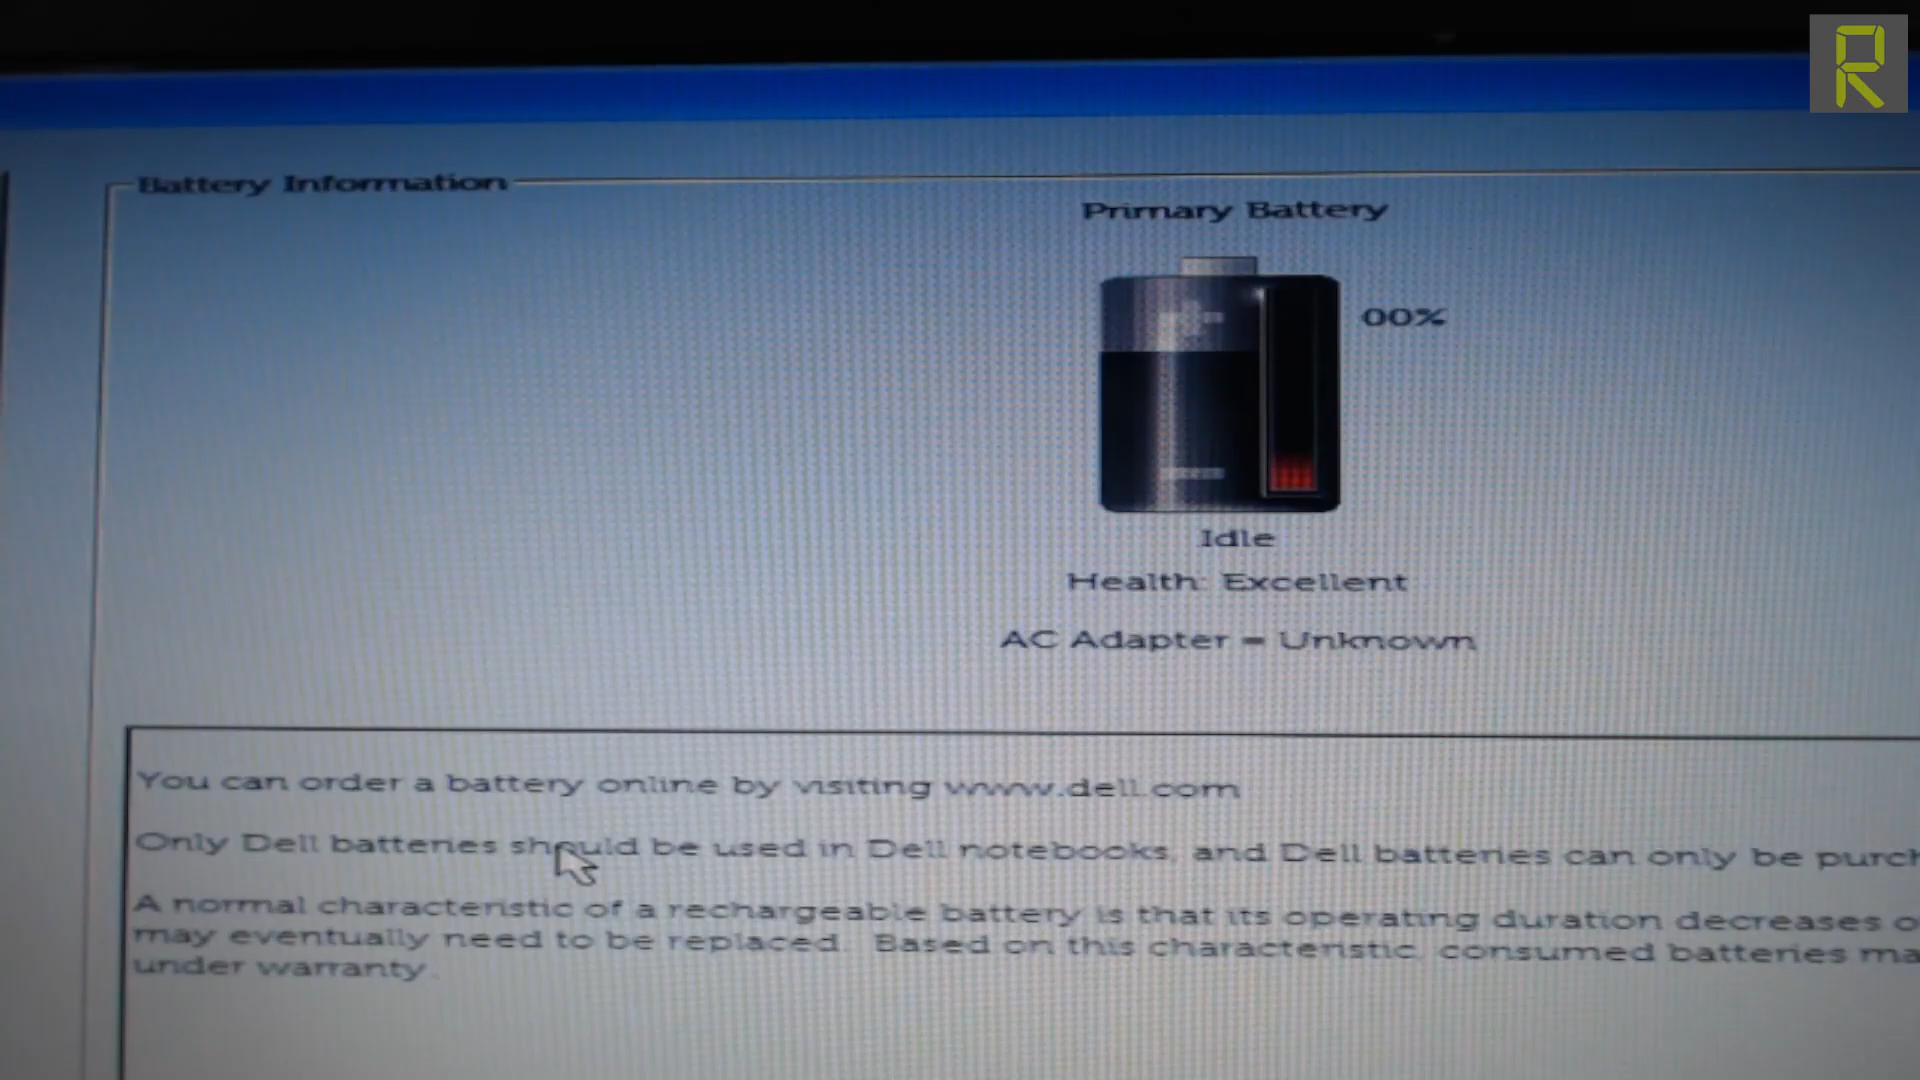 R
Battery Information
Primary Battery
00%
Idle
Health: Excellent
AC Adapter = Unknown
You can order a battery online by visiting www.dell.com
Only Dell batteries should be used in Dell notebooks, and Dell batteries can only be purch
A normal characteristic of a rechargeable battery is that its operating duration decreases o
may eventually need to be replaced. Based on this characteristic, consumed batteries ma
under warranty.